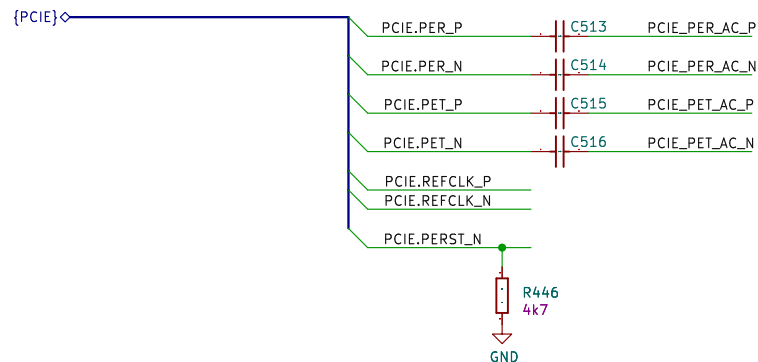 {PCIE}
PCIE.PER_P C513 PCIE_PER_AC_P
PCIE.PER_N C514 PCIE_PER_AC_N
PCIE.PET_P C515 PCIE_PET_AC_P
PCIE.PET_N C516 PCIE_PET_AC_N
PCIE.REFCLK_P
PCIE.REFCLK_N
PCIE.PERST_N
R446
4k7
GND